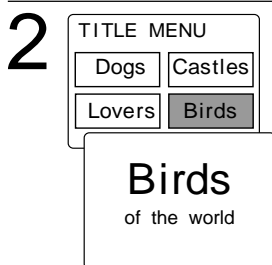 2
TITLE MENU
Dogs Castles
Lovers Birds
Birds
of the world